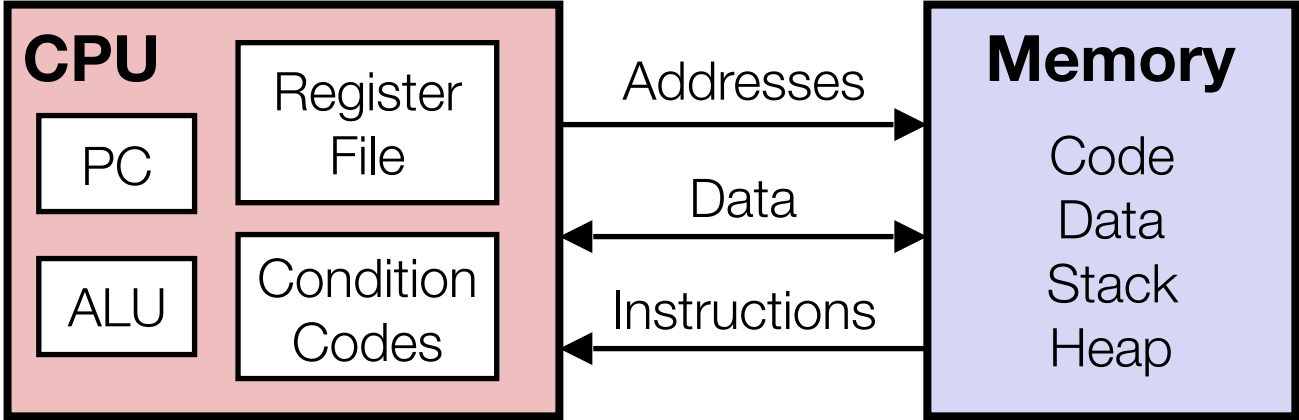 CPU
PC
ALU
Register
File
Condition
Codes
Addresses
Data
Instructions
Memory
Code
Data
Stack
Heap